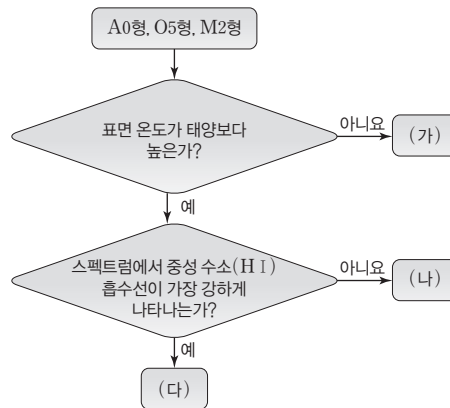 A0형, O5형, M2형
표면 온도가 태양보다
높은가?
아니요
(가)
예
스펙트럼에서 중성 수소(HⅠ)
흡수선이 가장 강하게
나타나는가?
아니요
(나)
예
(다)